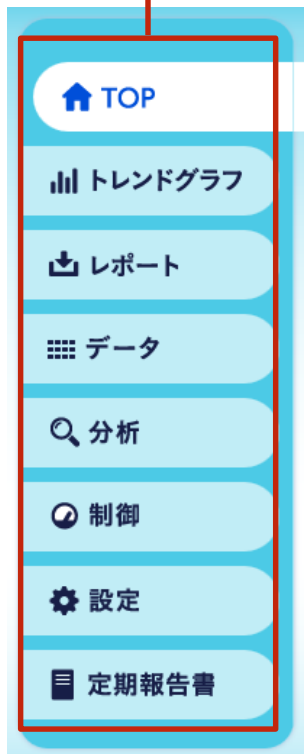 TOP
トレンドグラフ
レポート
データ
分析
制御
設定
定期報告書